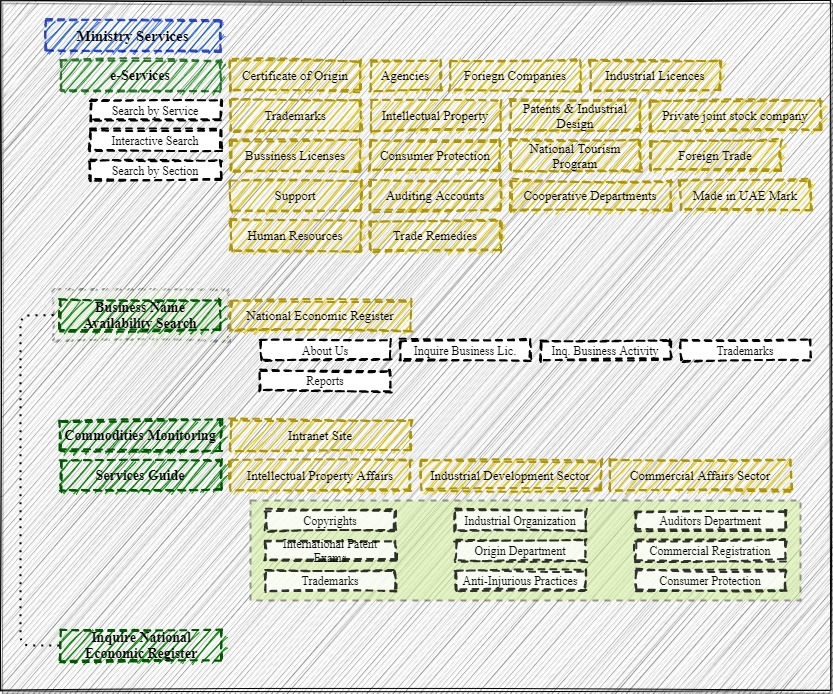 Ministry Services
e-Services
Certificate of Origin
Agencies
Foriegn Companies
Industrial Licences
Search by Service
Trademarks
Intellectual Property
Patents & Industrial
Design
Private joint stock company
Interactive Search
Bussiness Licenses
Consumer Protection
National Tourism
Program
Foreign Trade
Search by Section
Support
Auditing Accounts
Cooperative Departments
Made in UAE Mark
Human Resources
Trade Remedies
Business Name
Availability Search
National Economic Register
About Us
Inquire Business Lic.
Inq. Business Activity
Trademarks
Reports
Commodities Monitoring
Intranet Site
Services Guide
Intellectual Property Affairs
Industrial Development Sector
Commercial Affairs Sector
Copyrights
Industrial Organization
Auditors Department
International Patent
Exams
Origin Department
Commercial Registration
Trademarks
Anti-Injurious Practices
Consumer Protection
Inquire National
Economic Register